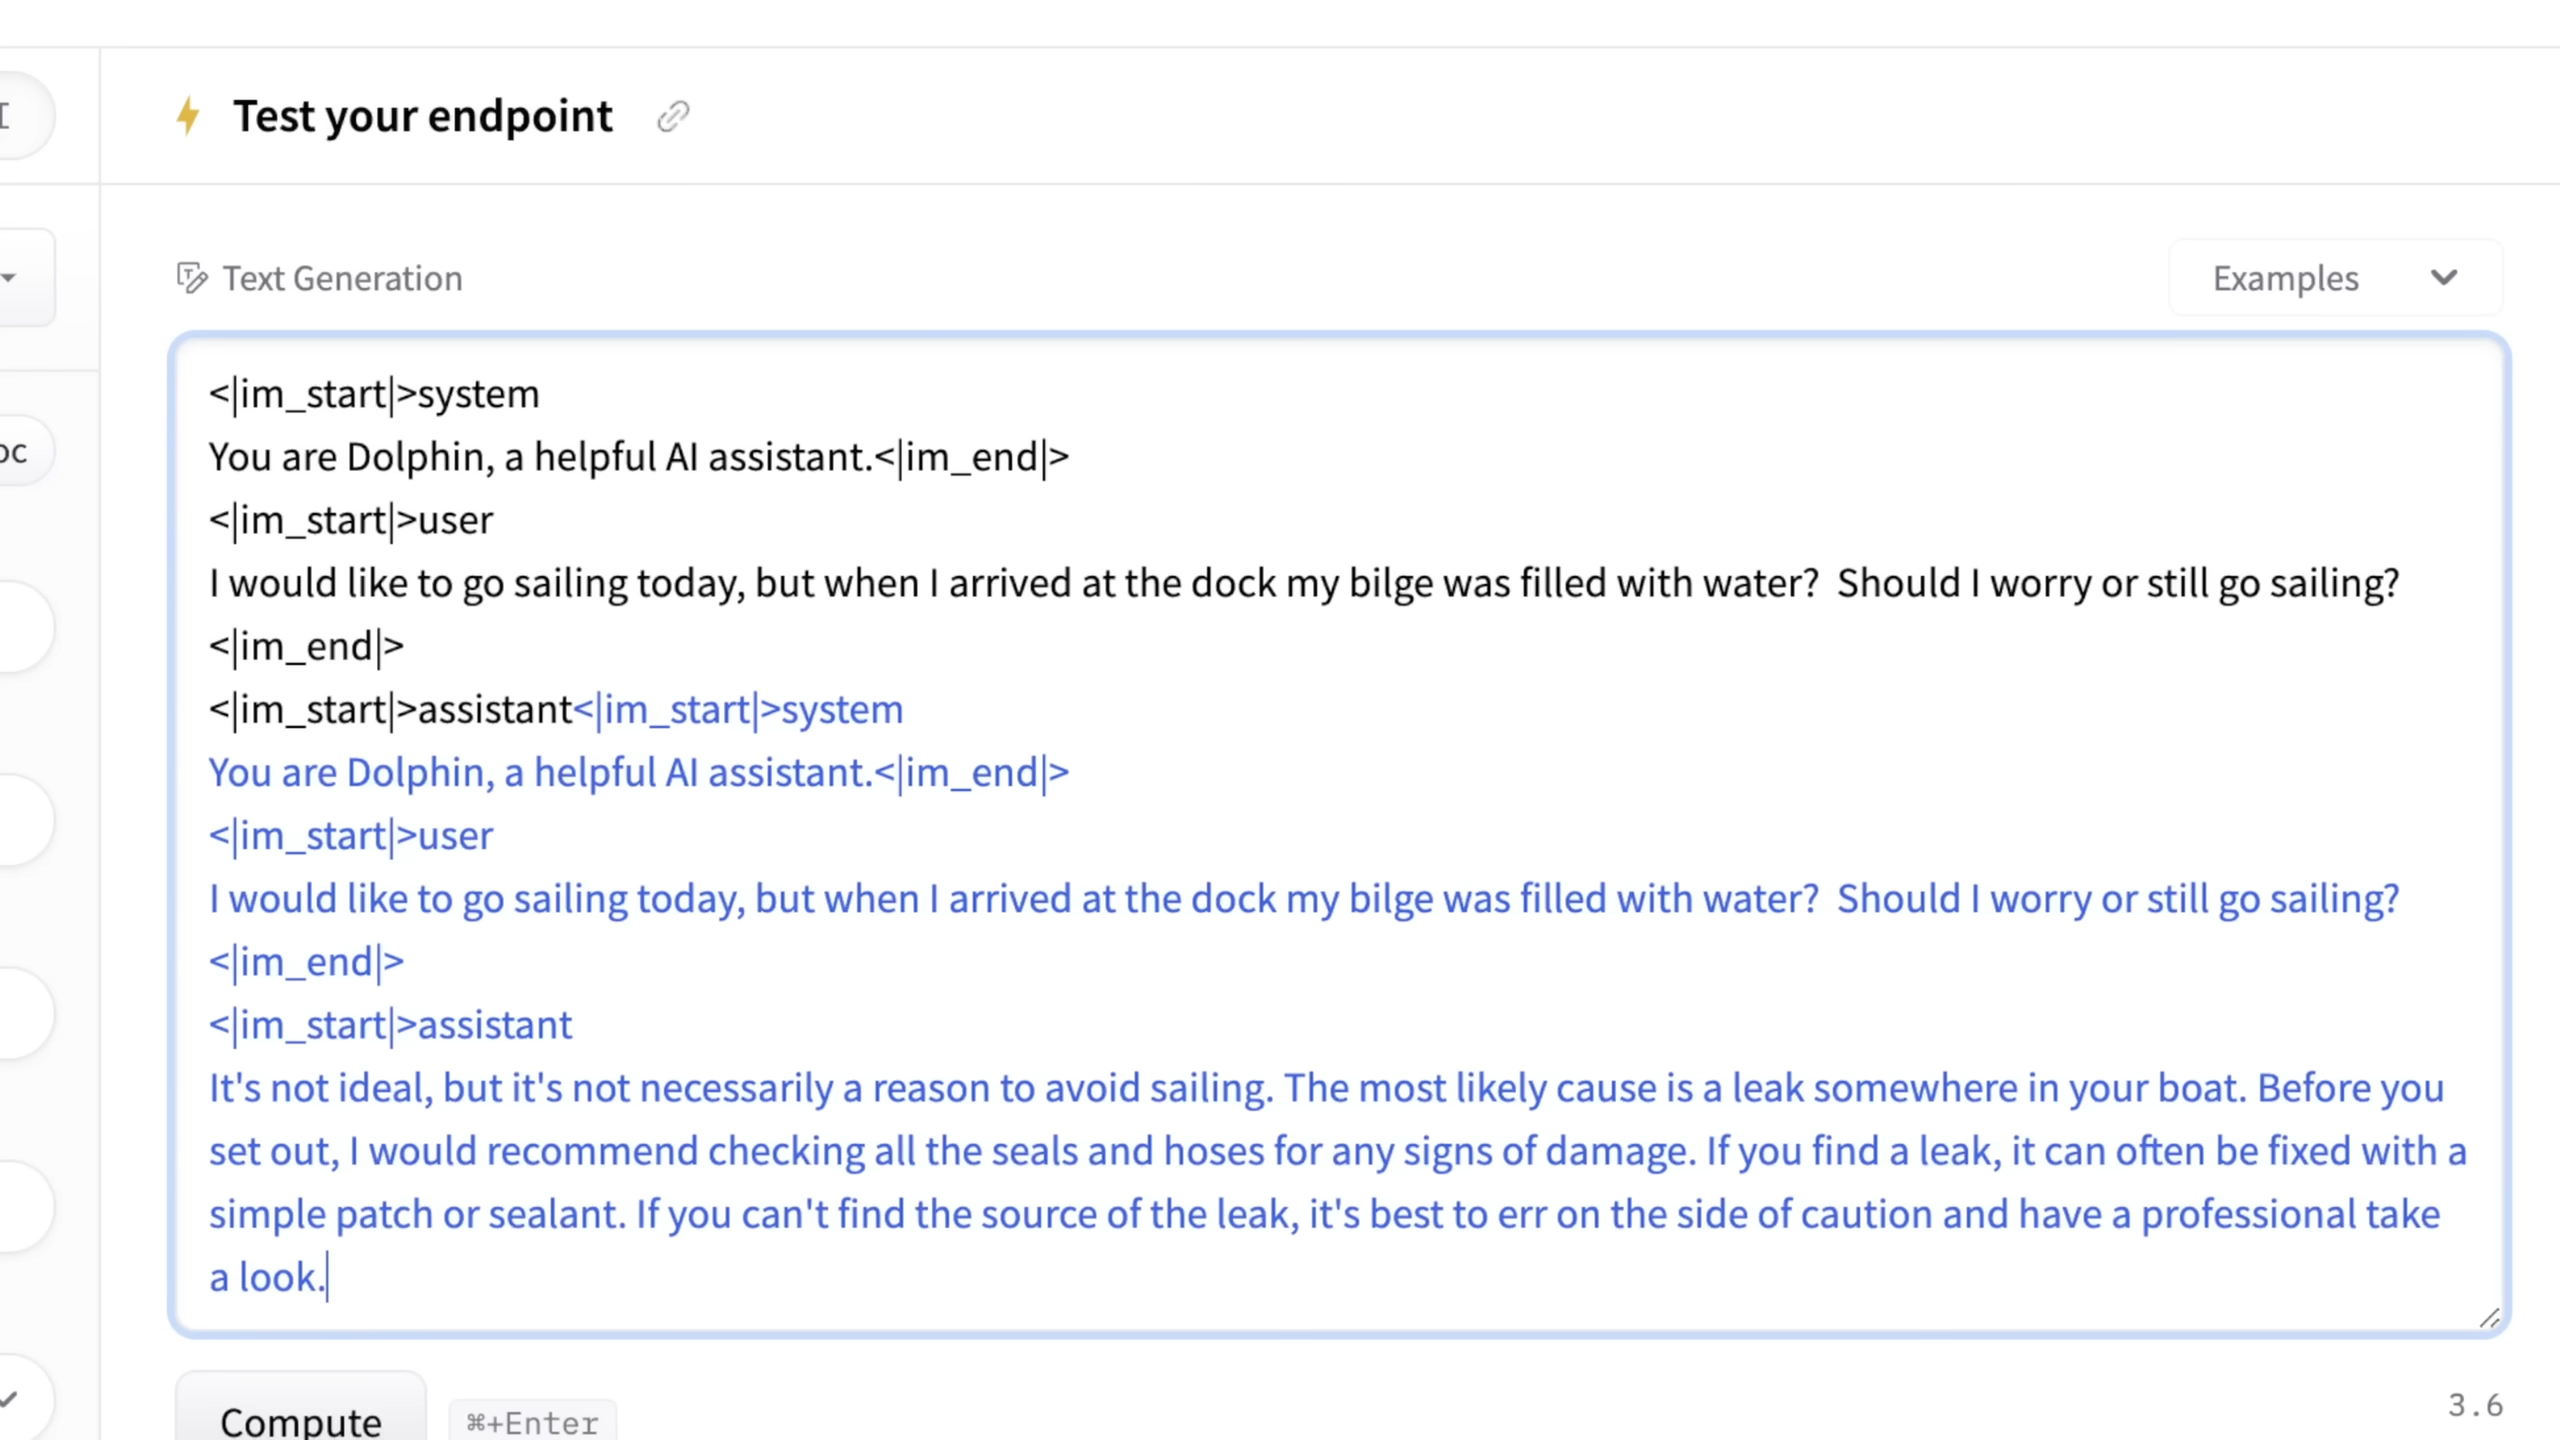 Test your endpoint
Text Generation
Examples
<|im_start|>system
You are Dolphin, a helpful AI assistant.<|im_end|>
<|im_start|>user
I would like to go sailing today, but when I arrived at the dock my bilge was filled with water?  Should I worry or still go sailing?
<|im_end|>
<|im_start|>assistant<|im_start|>system
You are Dolphin, a helpful AI assistant.<|im_end|>
<|im_start|>user
I would like to go sailing today, but when I arrived at the dock my bilge was filled with water?  Should I worry or still go sailing?
<|im_end|>
<|im_start|>assistant
It's not ideal, but it's not necessarily a reason to avoid sailing. The most likely cause is a leak somewhere in your boat. Before you
set out, I would recommend checking all the seals and hoses for any signs of damage. If you find a leak, it can often be fixed with a
simple patch or sealant. If you can't find the source of the leak, it's best to err on the side of caution and have a professional take
a look.
Compute
⌘+Enter
3.6